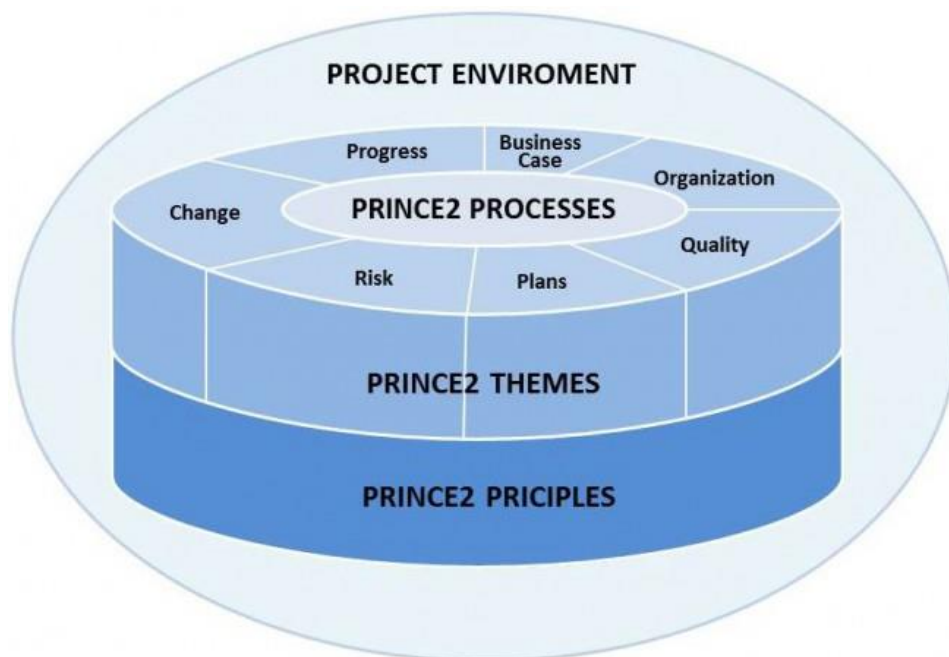 PROJECT ENVIROMENT
Progress
Business
Case
Organization
Change
PRINCE2 PROCESSES
Quality
Risk
Plans
PRINCE2 THEMES
PRINCE2 PRICIPLES